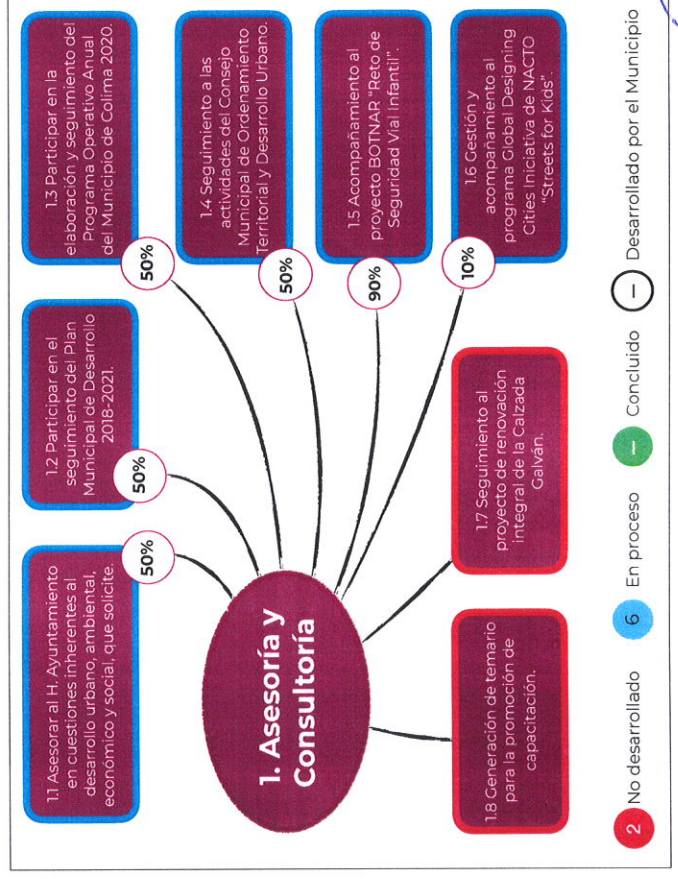 1.1 Asesorar al H. Ayuntamiento
en cuestiones inherentes al
desarrollo urbano, ambiental,
económico y social, que solicite.
50%
1.2 Participar en el
seguimiento del Plan
Municipal de Desarrollo
2018-2021.
50%
1.3 Participar en la
elaboración y seguimiento del
Programa Operativo Anual
del Municipio de Colima 2020.
50%
1.4 Seguimiento a las
actividades del Consejo
Municipal de Ordenamiento
Territorial y Desarrollo Urbano.
50%
1.5 Acompañamiento al
proyecto BOTNAR "Reto de
Seguridad Vial Infantil".
90%
1.6 Gestión y
acompañamiento al
programa Global Designing
Cities Iniciativa de NACTO
"Streets for Kids".
10%
1. Asesoría y
Consultoría
1.7 Seguimiento al
proyecto de renovación
integral de la Calzada
Galván.
1.8 Generación de temario
para la promoción de
capacitación.
2 No desarrollado
6 En proceso
– Concluido
– Desarrollado por el Municipio